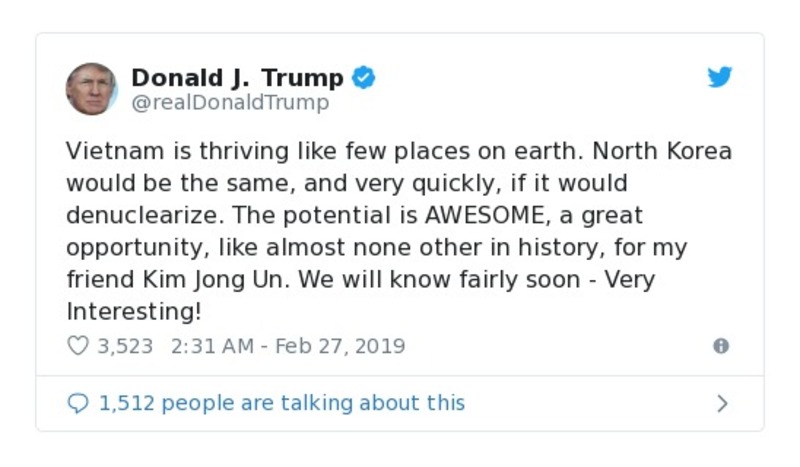 Donald J. Trump
@realDonaldTrump
Vietnam is thriving like few places on earth. North Korea
would be the same, and very quickly, if it would
denuclearize. The potential is AWESOME, a great
opportunity, like almost none other in history, for my
friend Kim Jong Un. We will know fairly soon - Very
Interesting!
3,523 2:31 AM - Feb 27, 2019
1,512 people are talking about this